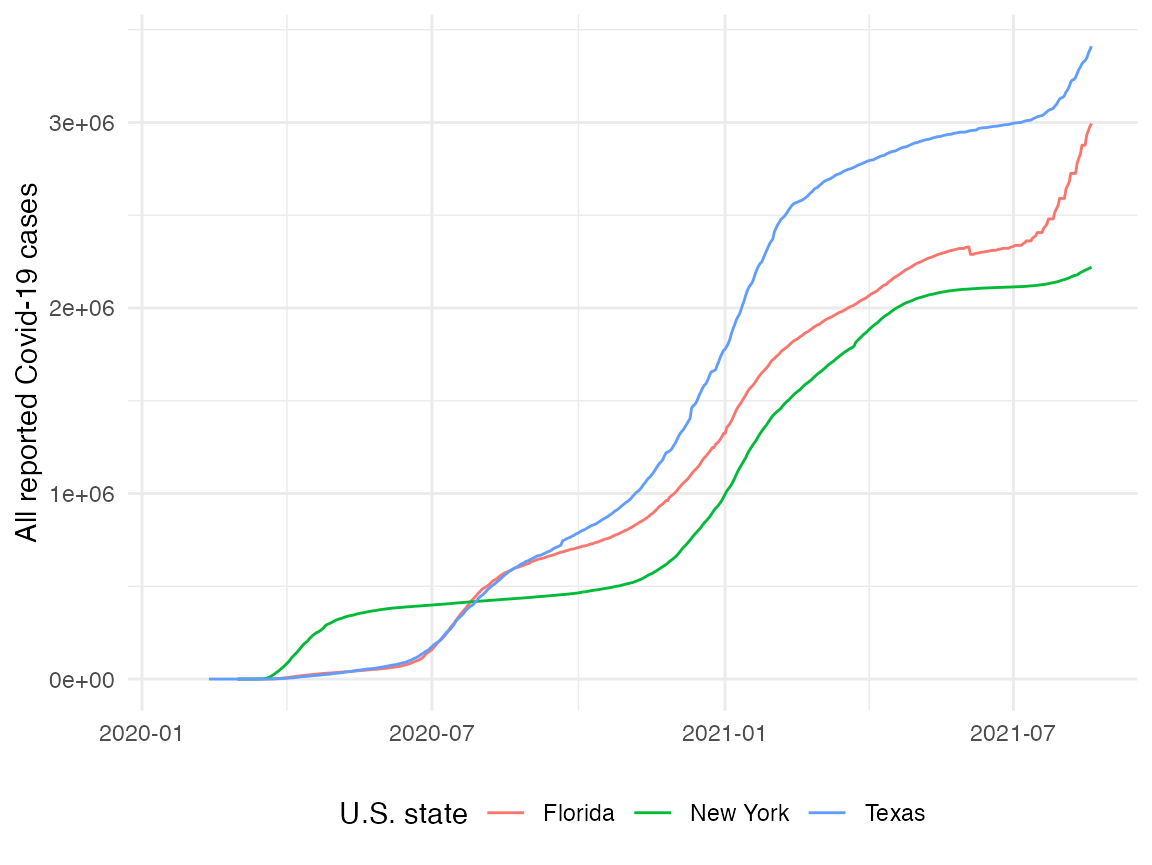 All reported Covid-19 cases
3e+06
2e+06
1e+06
0e+00
2020-01 2020-07 2021-01 2021-07
U.S. state Florida New York Texas